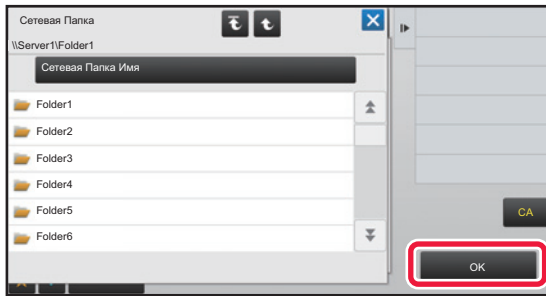 Сетевая Папка
\\Server1\Folder1
Сетевая Папка Имя
Folder1
Folder2
Folder3
Folder4
Folder5
Folder6
CA
OK